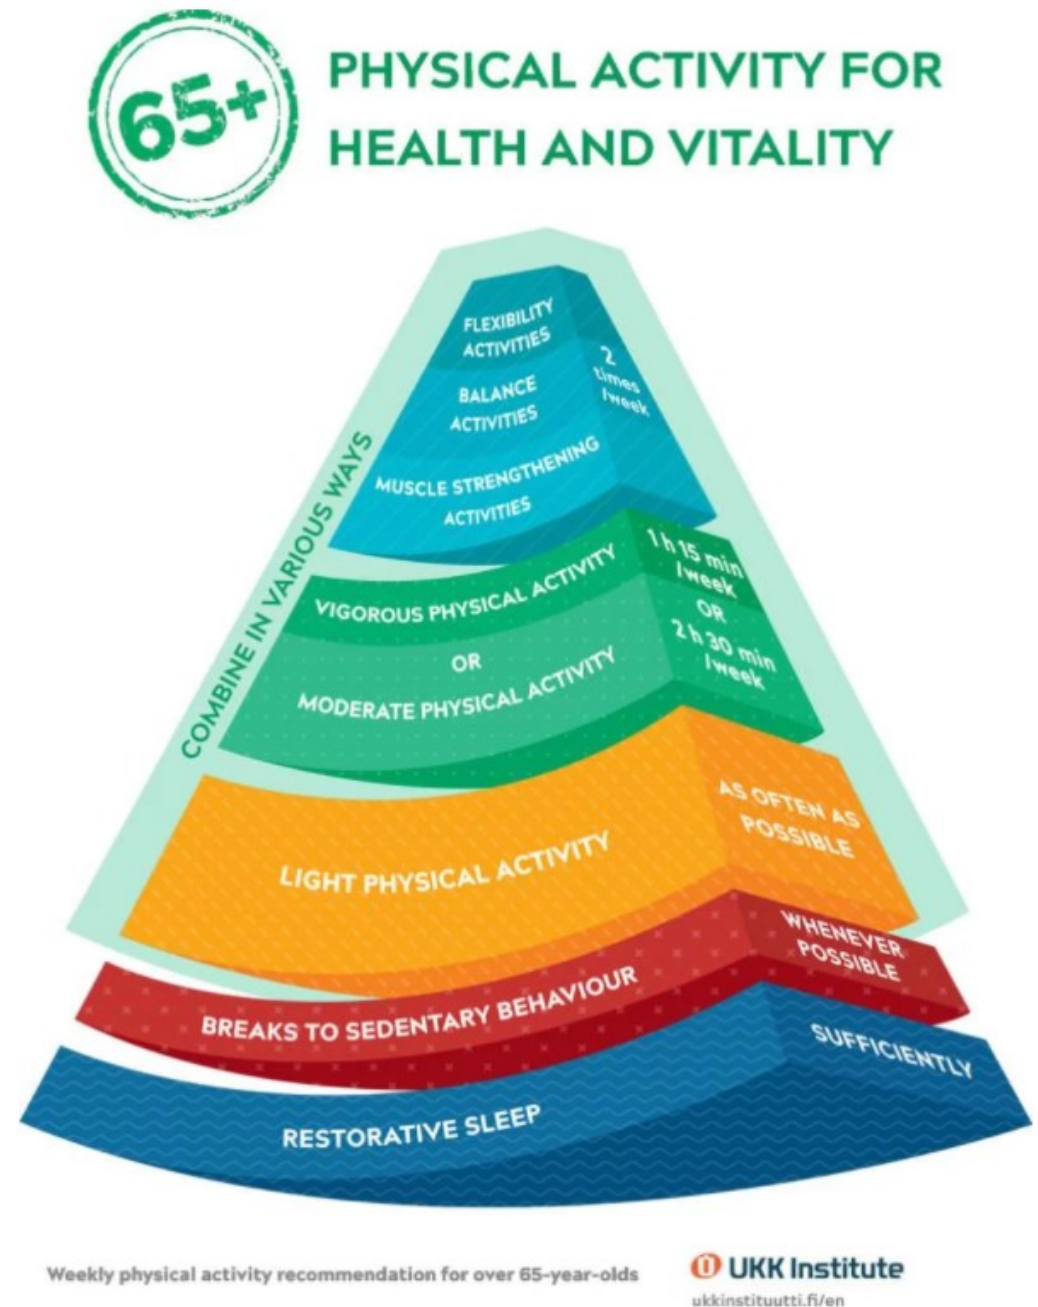 65+
PHYSICAL ACTIVITY FOR
HEALTH AND VITALITY
COMBINE IN VARIOUS WAYS
FLEXIBILITY
ACTIVITIES
BALANCE
ACTIVITIES
MUSCLE STRENGTHENING
ACTIVITIES
2
times
/week
VIGOROUS PHYSICAL ACTIVITY
OR
MODERATE PHYSICAL ACTIVITY
1 h 15 min
/week
OR
2 h 30 min
/week
LIGHT PHYSICAL ACTIVITY
AS OFTEN AS
POSSIBLE
BREAKS TO SEDENTARY BEHAVIOUR
WHENEVER
POSSIBLE
RESTORATIVE SLEEP
SUFFICIENTLY
Weekly physical activity recommendation for over 65-year-olds
UKK Institute
ukkinstituutti.fi/en